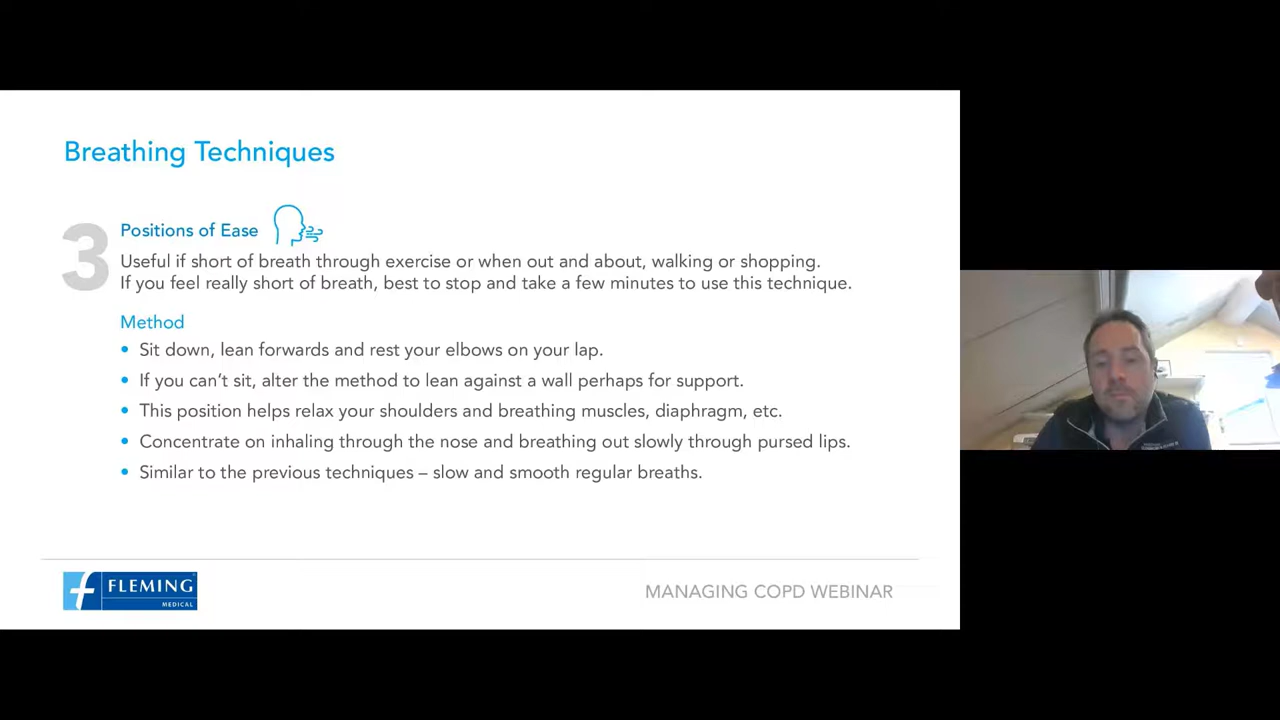 Breathing Techniques
3
Positions of Ease
Useful if short of breath through exercise or when out and about, walking or shopping.
If you feel really short of breath, best to stop and take a few minutes to use this technique.
Method
• Sit down, lean forwards and rest your elbows on your lap.
• If you can’t sit, alter the method to lean against a wall perhaps for support.
• This position helps relax your shoulders and breathing muscles, diaphragm, etc.
• Concentrate on inhaling through the nose and breathing out slowly through pursed lips.
• Similar to the previous techniques – slow and smooth regular breaths.
FLEMING
MEDICAL
MANAGING COPD WEBINAR